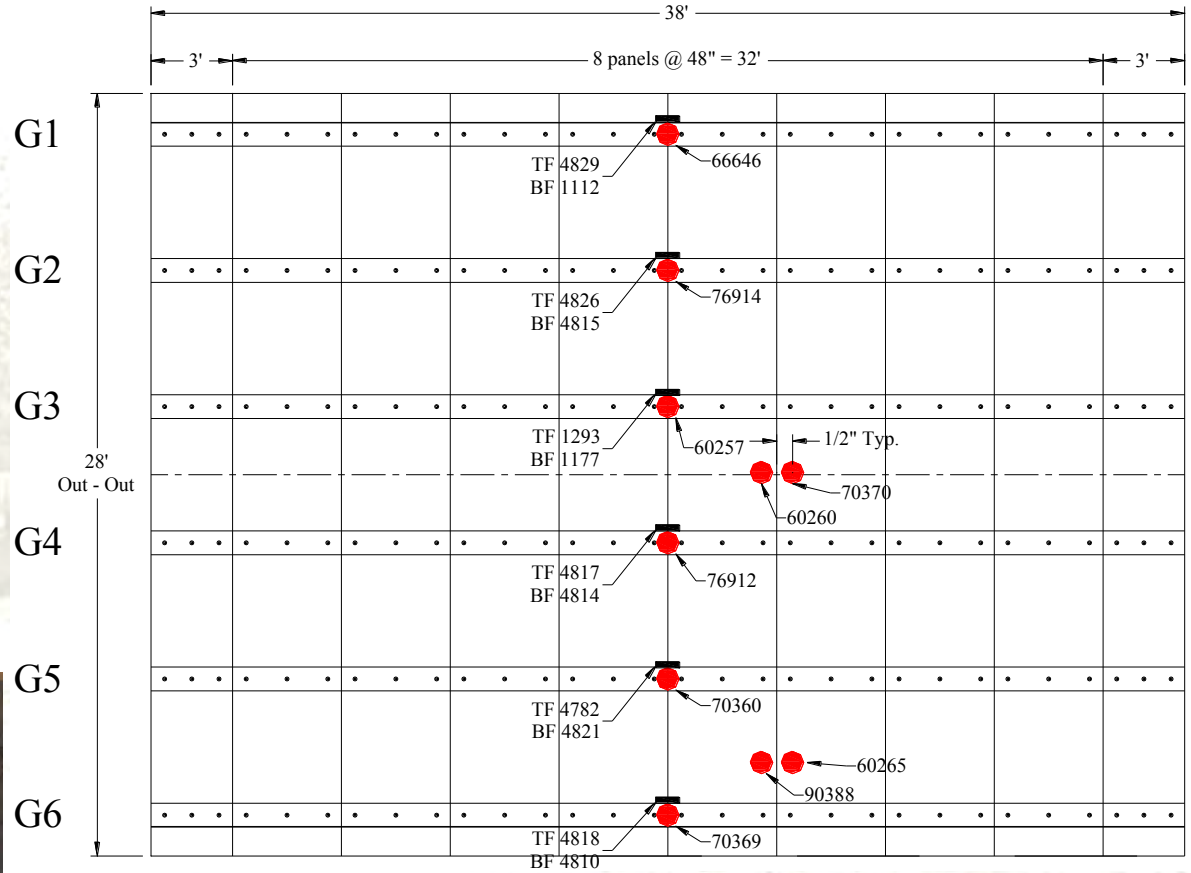 38'
3'
8 panels @ 48" = 32'
3'
G1
TF 4829
BF 1112
66646
G2
TF 4826
BF 4815
76914
G3
TF 1293
BF 1177
60257
1/2" Typ.
28'
Out - Out
70370
60260
G4
TF 4817
BF 4814
76912
G5
TF 4782
BF 4821
70360
60265
90388
G6
TF 4818
BF 4810
70369